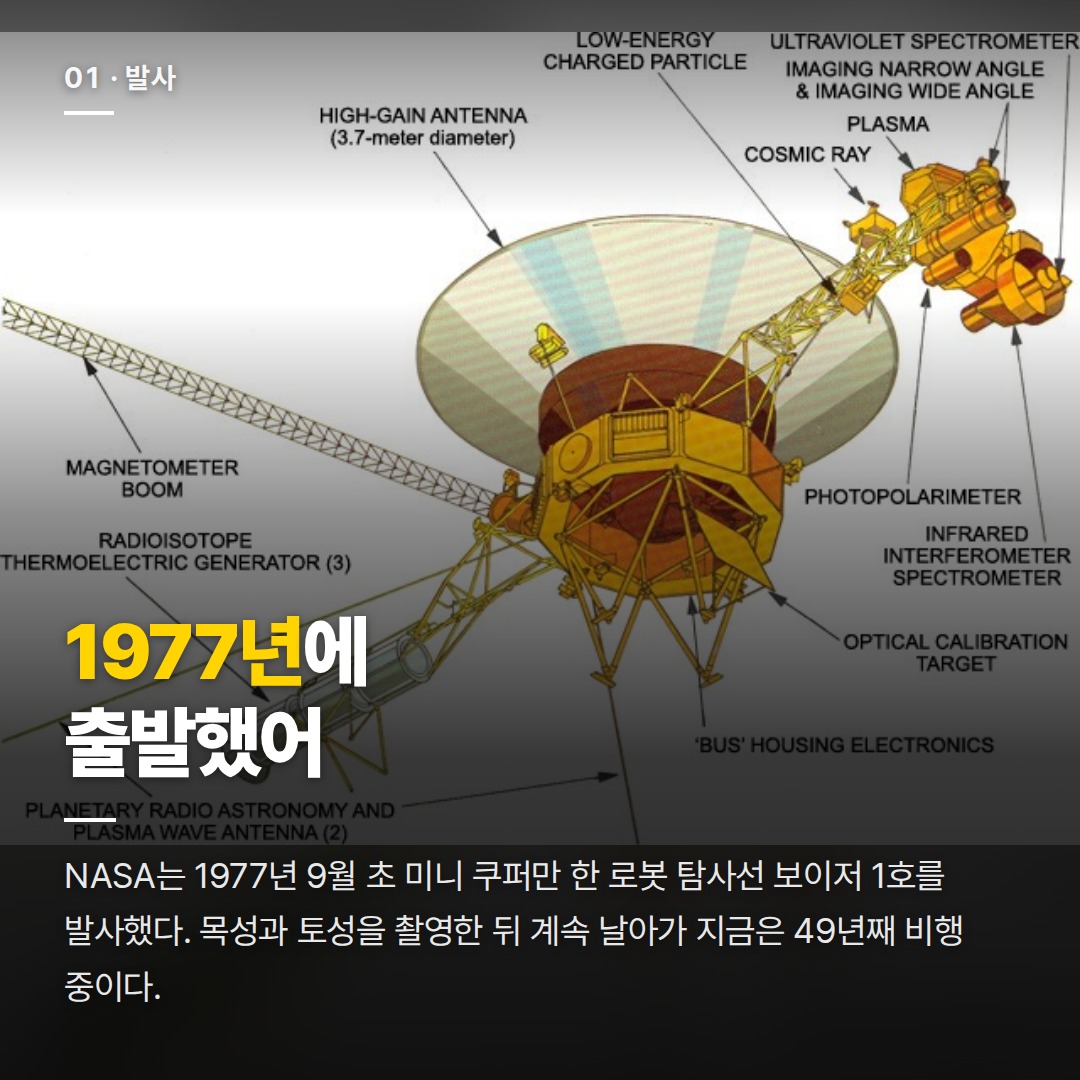 01 · 발사
LOW-ENERGY
CHARGED PARTICLE
ULTRAVIOLET SPECTROMETER
IMAGING NARROW ANGLE
& IMAGING WIDE ANGLE
PLASMA
COSMIC RAY
HIGH-GAIN ANTENNA
(3.7-meter diameter)
MAGNETOMETER
BOOM
PHOTOPOLARIMETER
INFRARED
INTERFEROMETER
SPECTROMETER
RADIOISOTOPE
THERMOELECTRIC GENERATOR (3)
OPTICAL CALIBRATION
TARGET
'BUS' HOUSING ELECTRONICS
1977년에
출발했어
PLANETARY RADIO ASTRONOMY AND
PLASMA WAVE ANTENNA (2)
NASA는 1977년 9월 초 미니 쿠퍼만 한 로봇 탐사선 보이저 1호를
발사했다. 목성과 토성을 촬영한 뒤 계속 날아가 지금은 49년째 비행
중이다.